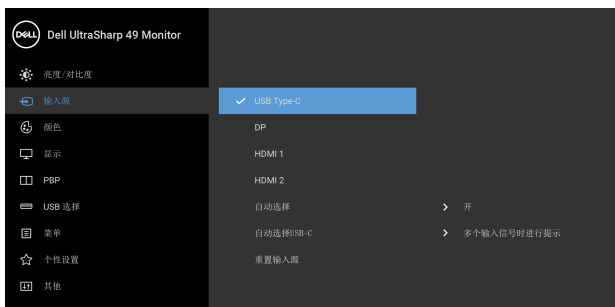 DELL Dell UltraSharp 49 Monitor
亮度/对比度
输入源 USB Type-C
颜色 DP
显示 HDMI 1
PBP HDMI 2
USB 选择 自动选择 开
菜单 自动选择USB-C 多个输入信号时进行提示
个性设置 重置输入源
其他